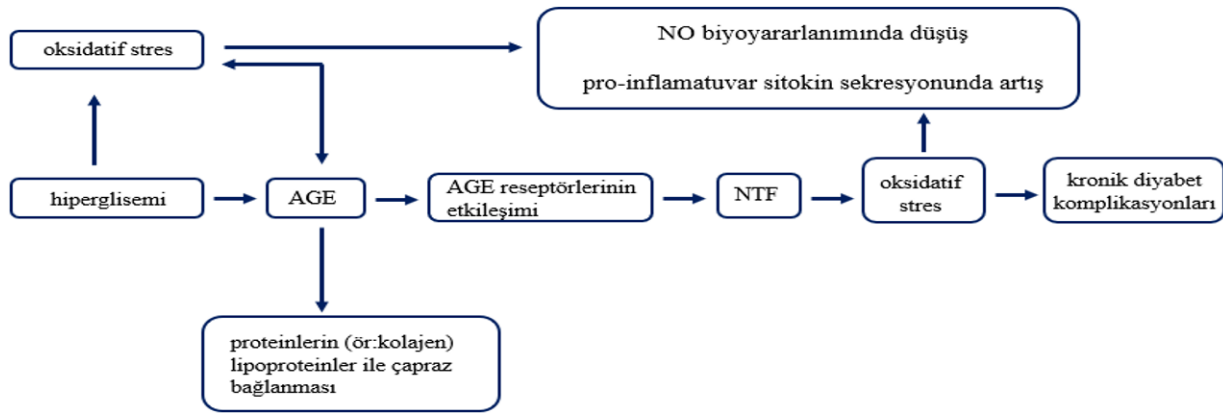 oksidatif stres
NO biyoyararlanımında düşüş
pro-inflamatuvar sitokin sekresyonunda artış
hiperglisemi
AGE
AGE reseptörlerinin
etkileşimi
NTF
oksidatif
stres
kronik diyabet
komplikasyonları
proteinlerin (ör:kolajen)
lipoproteinler ile çapraz
bağlanması